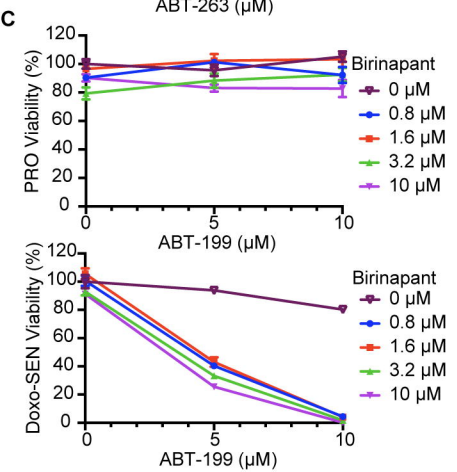 ABT-263 (µM)
C
PRO Viability (%)
120
100
80
60
40
20
0
0 5 10
ABT-199 (µM)
Birinapant
0 µM
0.8 µM
1.6 µM
3.2 µM
10 µM
Doxo-SEN Viability (%)
120
100
80
60
40
20
0
0 5 10
ABT-199 (µM)
Birinapant
0 µM
0.8 µM
1.6 µM
3.2 µM
10 µM